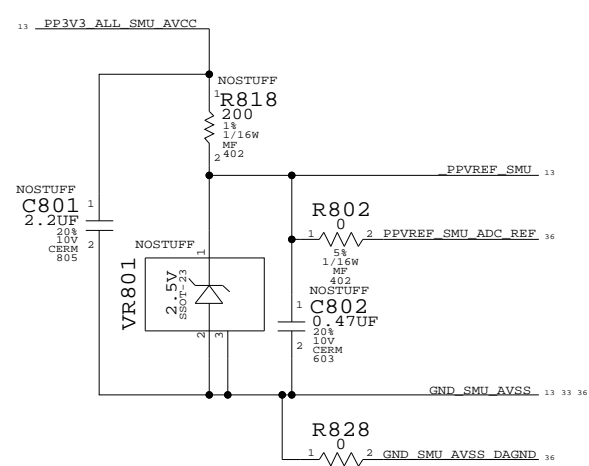 13 PP3V3_ALL_SMU_AVCC
NOSTUFF
1
R818
200
1%
1/16W
MF
402
2
_PPVREF_SMU 13
NOSTUFF
C801
2.2UF
20%
10V
CERM
805
1
2
R802
0
1 2 PPVREF_SMU_ADC_REF 36
5%
1/16W
MF
402
NOSTUFF
1
VR801
2.5V
SSOT-23
2
3
NOSTUFF
C802
0.47UF
20%
10V
CERM
603
1
2
GND_SMU_AVSS 13 33 36
R828
0
1 2 GND_SMU_AVSS_DAGND 36